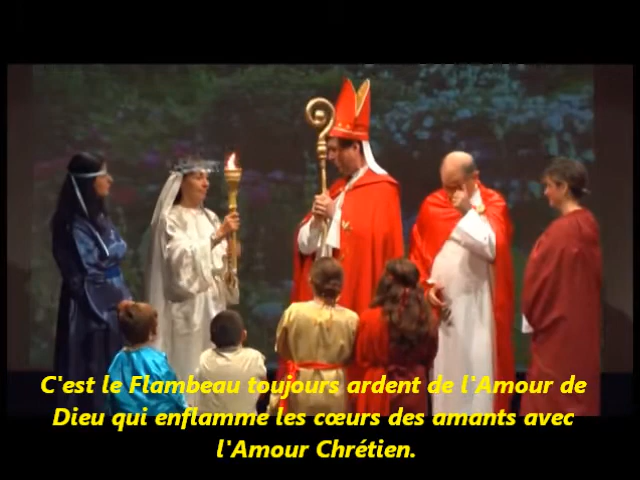 C'est le Flambeau toujours ardent de l'Amour de
Dieu qui enflamme les cœurs des amants avec
l'Amour Chrétien.